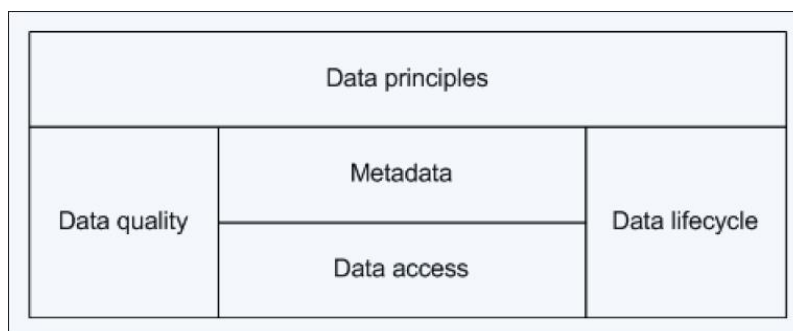 Data principles
Metadata
Data quality
Data lifecycle
Data access